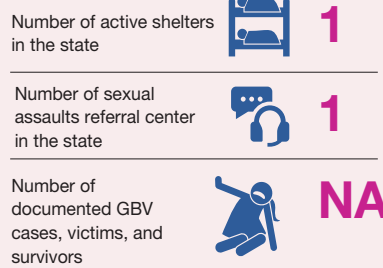 Number of active shelters
in the state
1
Number of sexual
assaults referral center
in the state
1
Number of
documented GBV
cases, victims, and
survivors
NA